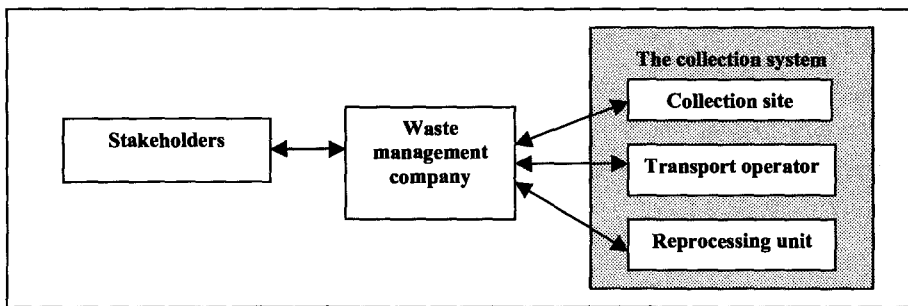 The collection system
Collection site
Stakeholders
Waste
management
company
Transport operator
Reprocessing unit